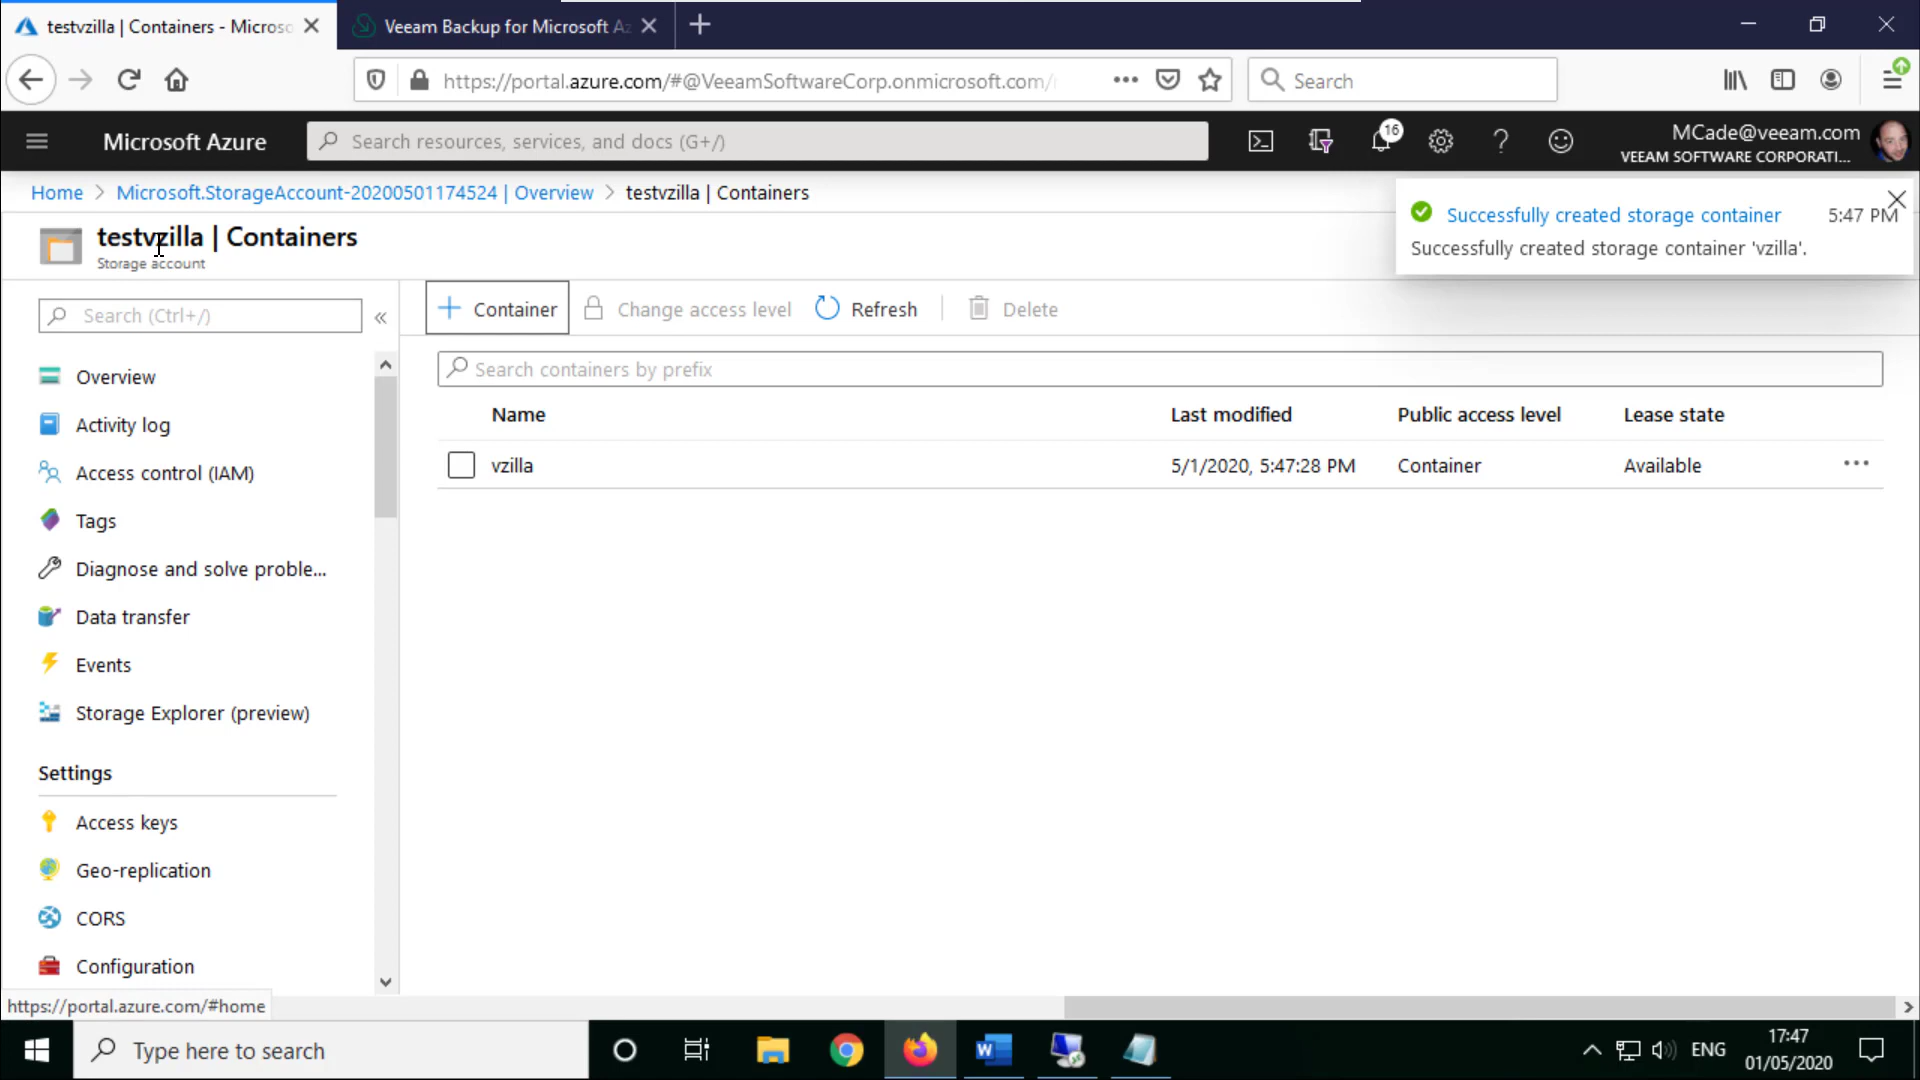 testvzilla | Containers - Micros
Veeam Backup for Microsoft Az
https://portal.azure.com/#@VeeamSoftwareCorp.onmicrosoft.com/
Search
Microsoft Azure
Search resources, services, and docs (G+/)
16
MCade@veeam.com
VEEAM SOFTWARE CORPORATI...
Home > Microsoft.StorageAccount-20200501174524 | Overview > testvzilla | Containers
testvzilla | Containers
Storage account
Successfully created storage container 5:47 PM
Successfully created storage container 'vzilla'.
Search (Ctrl+/)
«
Overview
Activity log
Access control (IAM)
Tags
Diagnose and solve proble...
Data transfer
Events
Storage Explorer (preview)
Settings
Access keys
Geo-replication
CORS
Configuration
Container
Change access level
Refresh
Delete
Search containers by prefix
Name Last modified Public access level Lease state
vzilla 5/1/2020, 5:47:28 PM Container Available
https://portal.azure.com/#home
Type here to search
ENG
17:47
01/05/2020